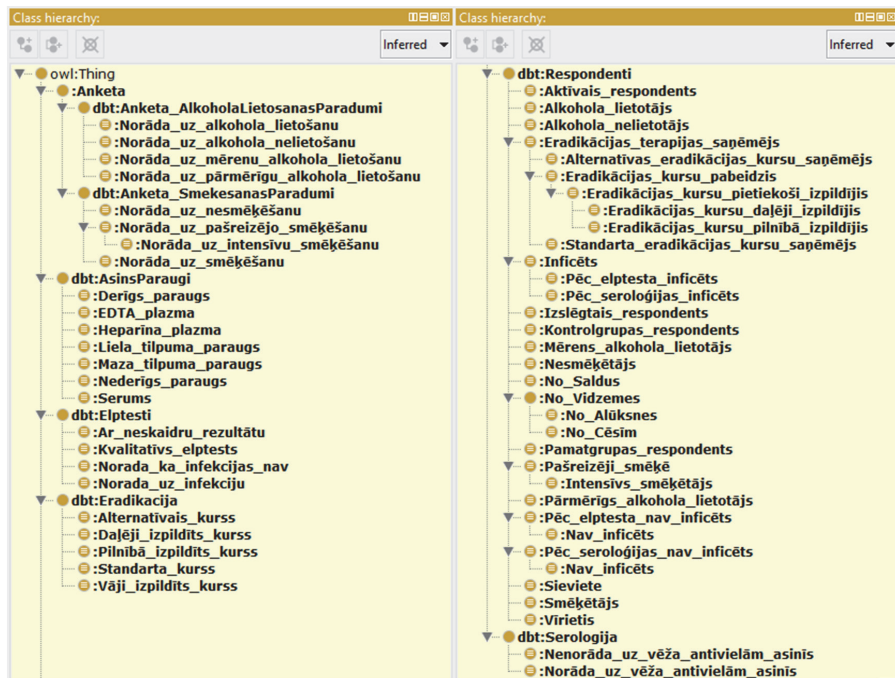 Class hierarchy:
Inferred
owl:Thing
:Anketa
dbt:Anketa_AlkoholaLietosanasParadumi
:Norāda_uz_alkohola_lietošanu
:Norāda_uz_alkohola_nelietošanu
:Norāda_uz_mērenu_alkohola_lietošanu
:Norāda_uz_pārmērīgu_alkohola_lietošanu
dbt:Anketa_SmekesanasParadumi
:Norāda_uz_nesmēķēšanu
:Norāda_uz_pašreizējo_smēķēšanu
:Norāda_uz_intensīvu_smēķēšanu
:Norāda_uz_smēķēšanu
dbt:AsinsParaugi
:Derīgs_paraugs
:EDTA_plazma
:Heparīna_plazma
:Liela_tilpuma_paraugs
:Maza_tilpuma_paraugs
:Nederīgs_paraugs
:Serums
dbt:Elptesti
:Ar_neskaidru_rezultātu
:Kvalitatīvs_elptests
:Norada_ka_infekcijas_nav
:Norada_uz_infekciju
dbt:Eradikacija
:Alternatīvais_kurss
:Daļēji_izpildīts_kurss
:Pilnībā_izpildīts_kurss
:Standarta_kurss
:Vāji_izpildīts_kurss
Class hierarchy:
Inferred
dbt:Respondenti
:Aktīvais_respondents
:Alkohola_lietotājs
:Alkohola_nelietotājs
:Eradikācijas_terapijas_saņēmējs
:Alternatīvas_eradikācijas_kursu_saņēmējs
:Eradikācijas_kursu_pabeidzis
:Eradikācijas_kursu_pietiekoši_izpildījis
:Eradikācijas_kursu_daļēji_izpildījis
:Eradikācijas_kursu_pilnībā_izpildījis
:Standarta_eradikācijas_kursu_saņēmējs
:Inficēts
:Pēc_elptesta_inficēts
:Pēc_seroloģijas_inficēts
:Izslēgtais_respondents
:Kontrolgrupas_respondents
:Mērens_alkohola_lietotājs
:Nesmēķētājs
:No_Saldus
:No_Vidzemes
:No_Alūksnes
:No_Cēsīm
:Pamatgrupas_respondents
:Pašreizēji_smēķē
:Intensīvs_smēķētājs
:Pārmērīgs_alkohola_lietotājs
:Pēc_elptesta_nav_inficēts
:Nav_inficēts
:Pēc_seroloģijas_nav_inficēts
:Nav_inficēts
:Sieviete
:Smēķētājs
:Vīrietis
dbt:Serologija
:Nenorāda_uz_vēža_antivielām_asinīs
:Norāda_uz_vēža_antivielām_asinīs